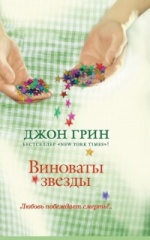 ДЖОН ГРИН
БЕСТСЕЛЛЕР «NEW YORK TIMES»!
Виноваты
звезды
Любовь побеждает смерть!..